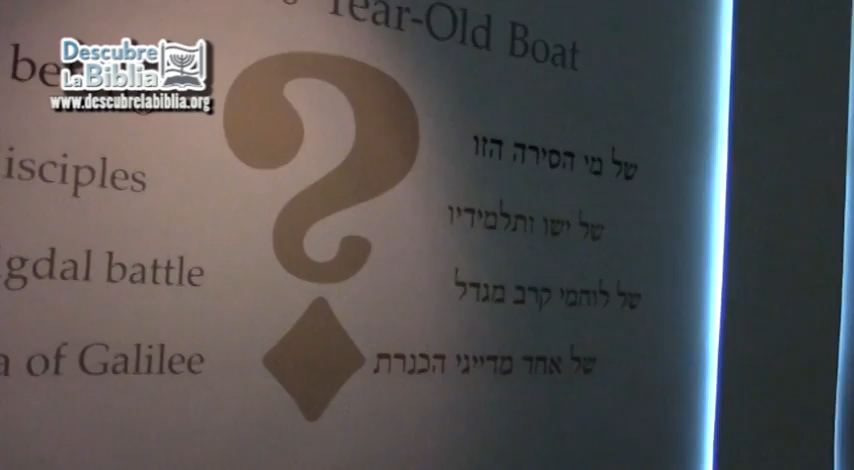 Year-Old Boat
Descubre
La Biblia
www.descubrelabiblia.org
של מי הסירה הזו
isciples
של ישו ותלמידיו
gdal battle
של לוחמי קרב מגדל
a of Galilee
של אחד מדייגי הכנרת